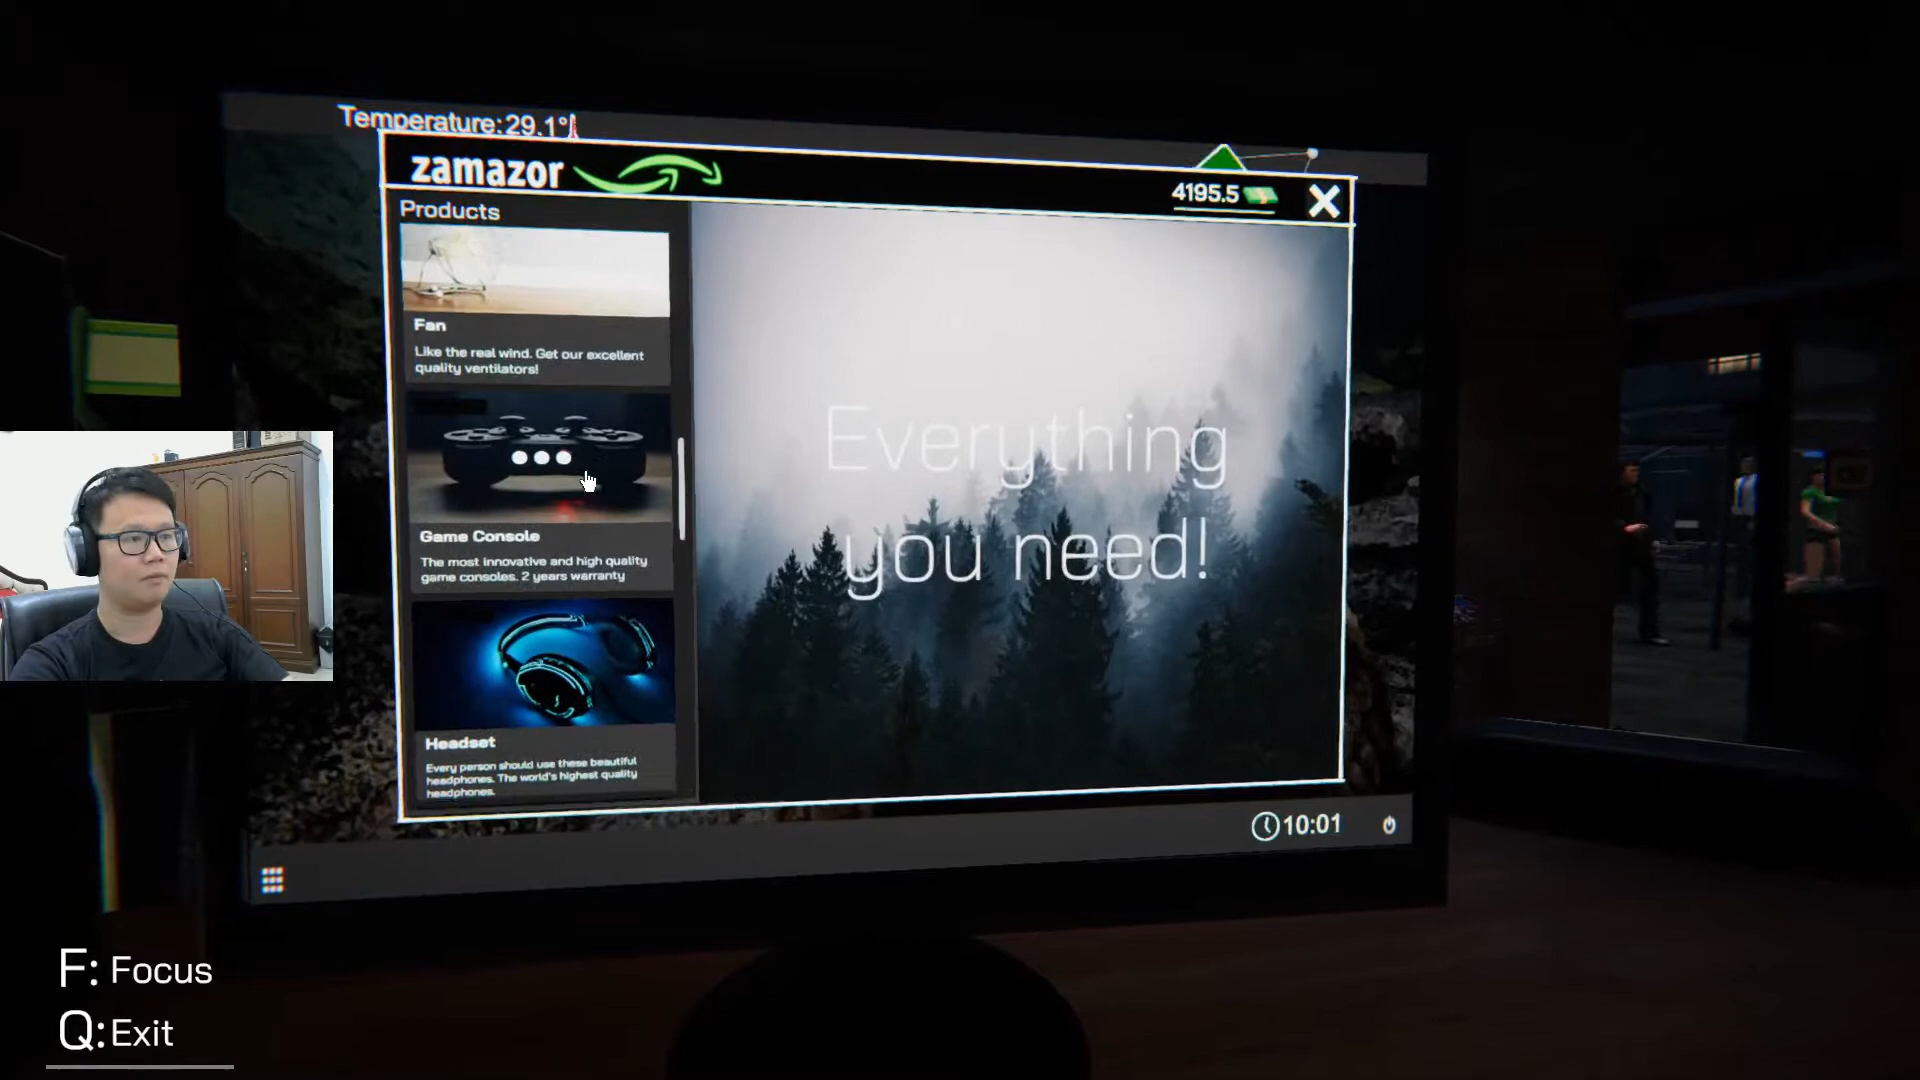 Temperature:29.1°
zamazor
4195.5
Products
Fan
Like the real wind. Get our excellent
quality ventilators!
Game Console
The most innovative and high quality
game consoles. 2 years warranty
Headset
Every person should use these beautiful
headphones. The world's highest quality
headphones.
Everything
you need!
10:01
F: Focus
Q: Exit